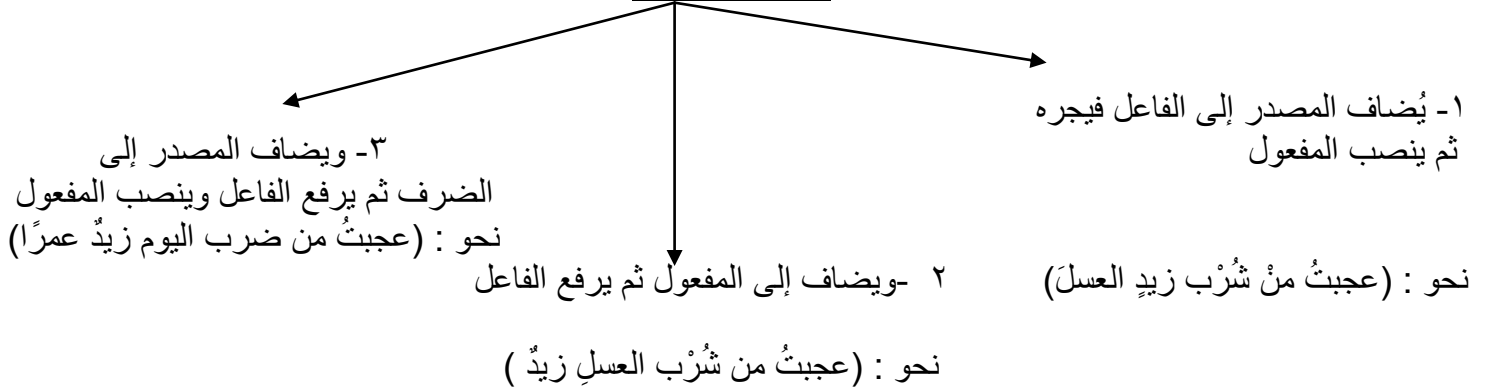 ١- يُضاف المصدر إلى الفاعل فيجره
ثم ينصب المفعول
نحو : (عجبتُ منْ شُرْب زيدٍ العسلَ)
٢ -ويضاف إلى المفعول ثم يرفع الفاعل
نحو : (عجبتُ من شُرْب العسلِ زيدٌ )
٣- ويضاف المصدر إلى
الضرف ثم يرفع الفاعل وينصب المفعول
نحو : (عجبتُ من ضرب اليوم زيدٌ عمرًا)